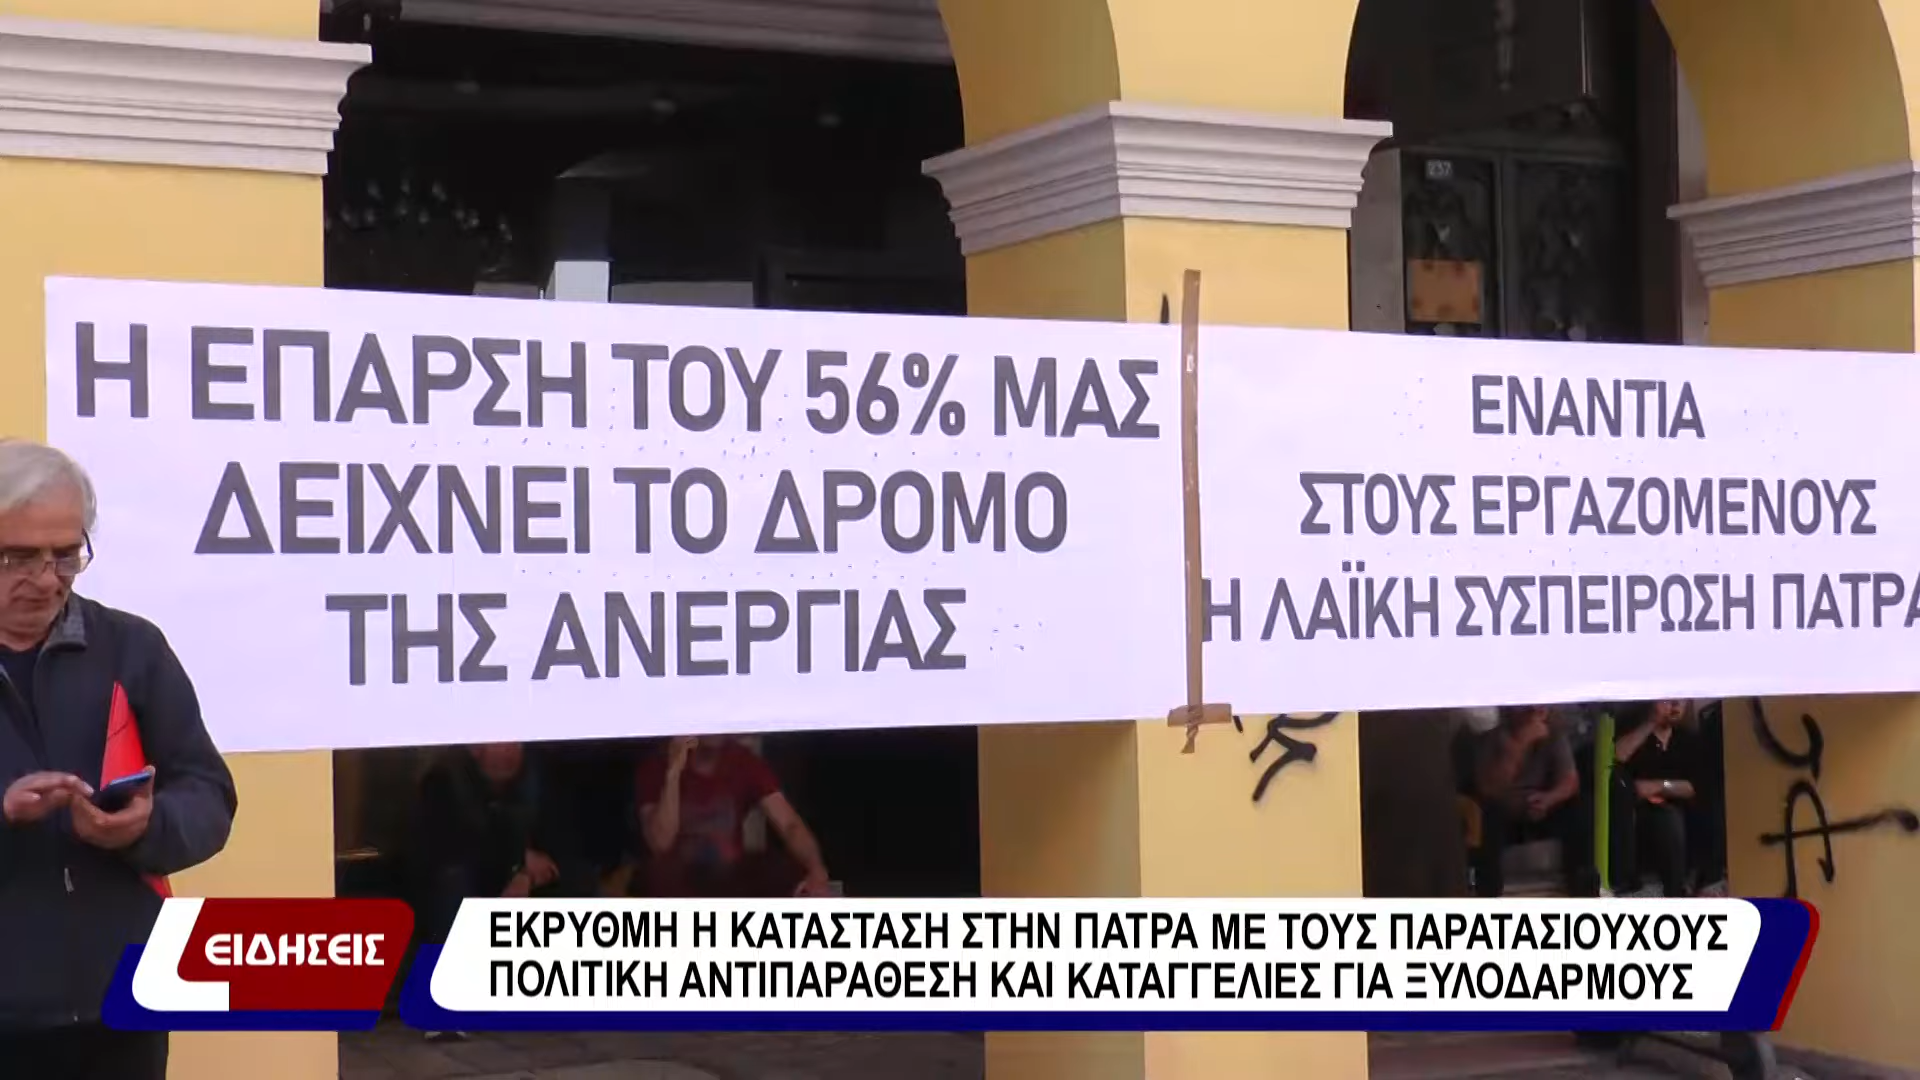 237
Η ΕΠΑΡΣΗ ΤΟΥ 56% ΜΑΣ
ΔΕΙΧΝΕΙ ΤΟ ΔΡΟΜΟ
ΤΗΣ ΑΝΕΡΓΙΑΣ
ΕΝΑΝΤΙΑ
ΣΤΟΥΣ ΕΡΓΑΖΟΜΕΝΟΥΣ
Η ΛΑΪΚΗ ΣΥΣΠΕΙΡΩΣΗ ΠΑΤΡΑ
ΕΙΔΗΣΕΙΣ
ΕΚΡΥΘΜΗ Η ΚΑΤΑΣΤΑΣΗ ΣΤΗΝ ΠΑΤΡΑ ΜΕ ΤΟΥΣ ΠΑΡΑΤΑΣΙΟΥΧΟΥΣ
ΠΟΛΙΤΙΚΗ ΑΝΤΙΠΑΡΑΘΕΣΗ ΚΑΙ ΚΑΤΑΓΓΕΛΙΕΣ ΓΙΑ ΞΥΛΟΔΑΡΜΟΥΣ